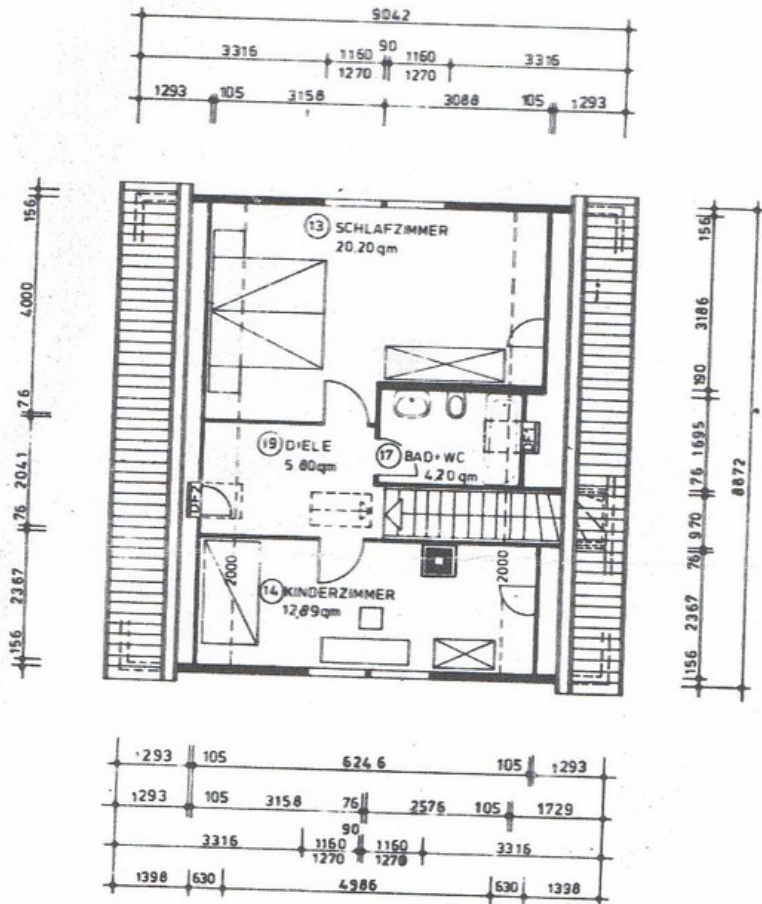 9042
3316 1160 90 1160 3316
1270 1270
1293 105 3158 3088 105 1293
156
4000
76
2041
76
2367
156
13 SCHLAFZIMMER
20.20 qm
19 DIELE
5.80 qm
17 BAD+WC
4,20 qm
DF1
DF2
2000
2000
14 KINDERZIMMER
12,89 qm
156
3186
190
1695
76
970
76
2367
156
8872
1293 105 6246 105 1293
1293 105 3158 76 2576 105 1729
3316 1160 90 1160 3316
1270 1270
1398 630 4986 630 1398